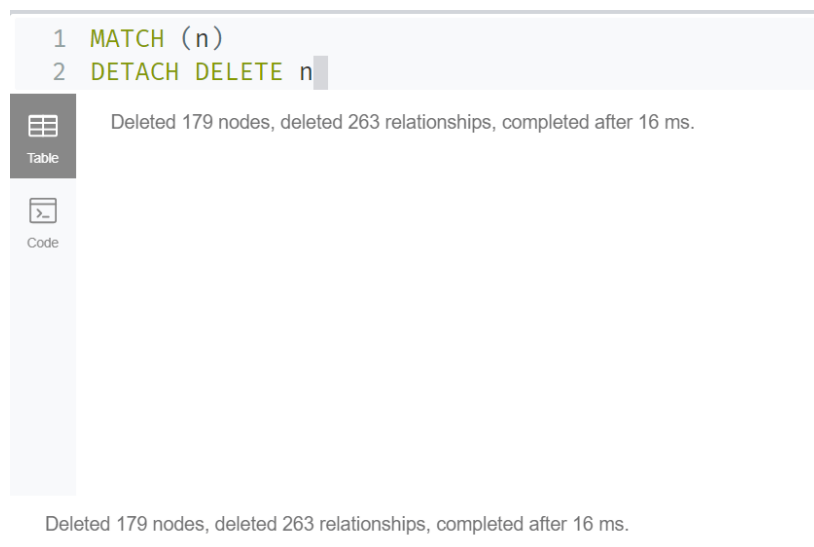 1 MATCH (n)
2 DETACH DELETE n
Table
Deleted 179 nodes, deleted 263 relationships, completed after 16 ms.
Code
Deleted 179 nodes, deleted 263 relationships, completed after 16 ms.